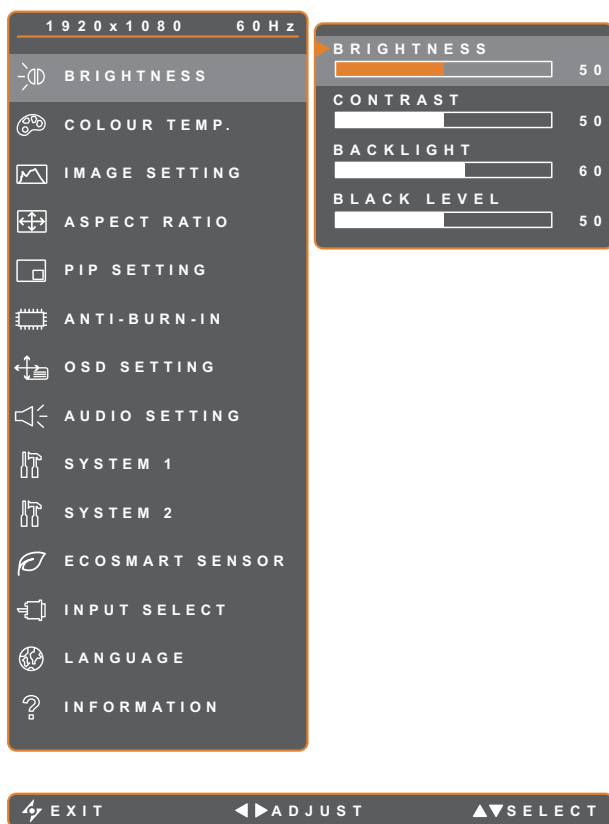 1920x1080 60Hz
BRIGHTNESS
COLOUR TEMP.
IMAGE SETTING
ASPECT RATIO
PIP SETTING
ANTI-BURN-IN
OSD SETTING
AUDIO SETTING
SYSTEM 1
SYSTEM 2
ECOSMART SENSOR
INPUT SELECT
LANGUAGE
INFORMATION
BRIGHTNESS
50
CONTRAST
50
BACKLIGHT
60
BLACK LEVEL
50
EXIT ADJUST SELECT